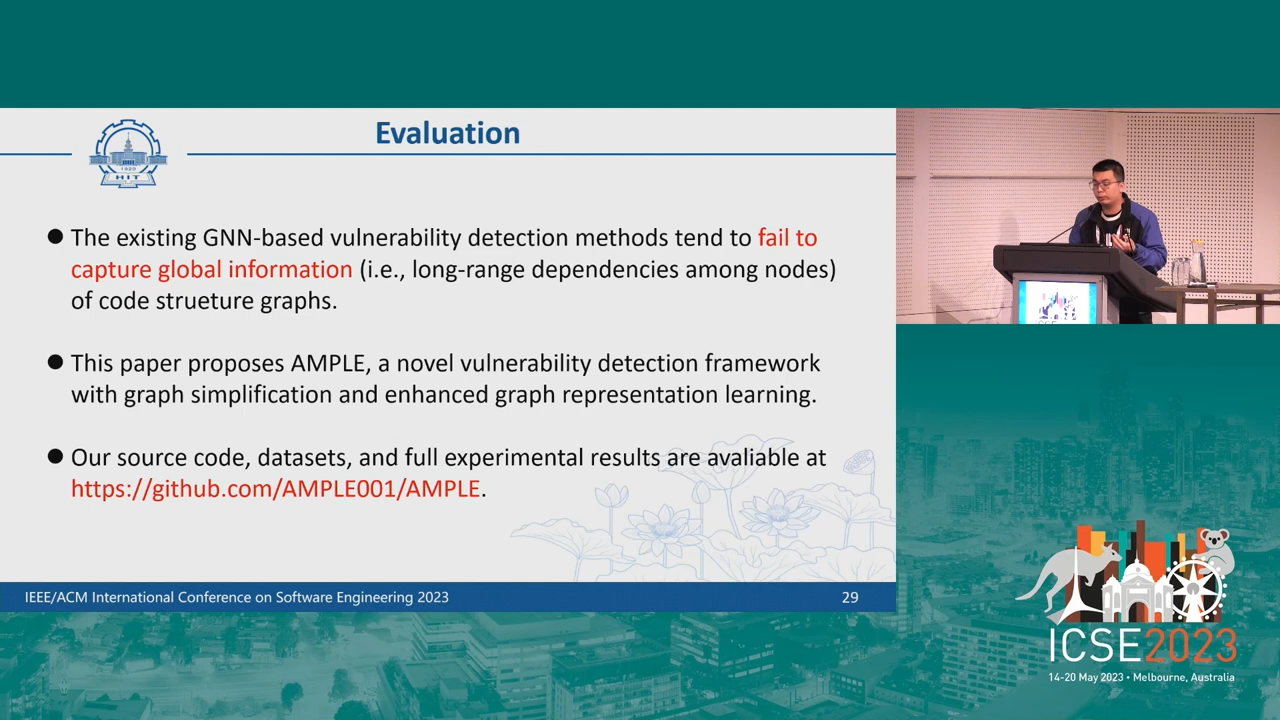 Evaluation
1920
HIT
The existing GNN-based vulnerability detection methods tend to fail to
capture global information (i.e., long-range dependencies among nodes)
of code strueture graphs.
This paper proposes AMPLE, a novel vulnerability detection framework
with graph simplification and enhanced graph representation learning.
Our source code, datasets, and full experimental results are avaliable at
https://github.com/AMPLE001/AMPLE.
IEEE/ACM International Conference on Software Engineering 2023
29
ICSE
ICSE2023
14-20 May 2023 • Melbourne, Australia